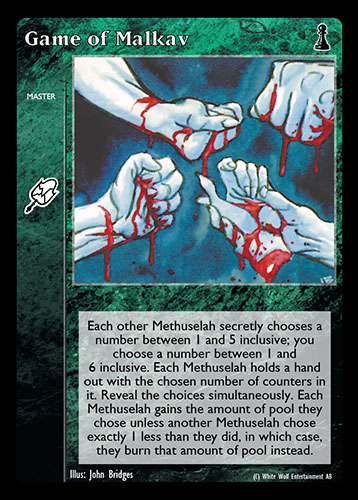 Game of Malkav
MASTER
Each other Methuselah secretly chooses a
number between 1 and 5 inclusive; you
choose a number between 1 and
6 inclusive. Each Methuselah holds a hand
out with the chosen number of counters in
it. Reveal the choices simultaneously. Each
Methuselah gains the amount of pool they
chose unless another Methuselah chose
exactly 1 less than they did, in which case,
they burn that amount of pool instead.
Illus: John Bridges
(C) White Wolf Entertainment AB